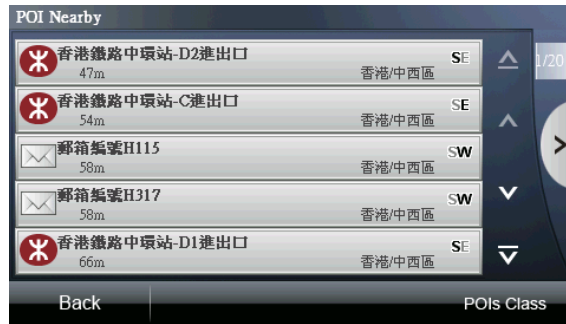 POI Nearby
香港鐵路中環站-D2進出口
SE
47m
香港/中西區
1/20
香港鐵路中環站-C進出口
SE
54m
香港/中西區
郵箱編號H115
SW
58m
香港/中西區
郵箱編號H317
SW
58m
香港/中西區
香港鐵路中環站-D1進出口
SE
66m
香港/中西區
Back
POIs Class